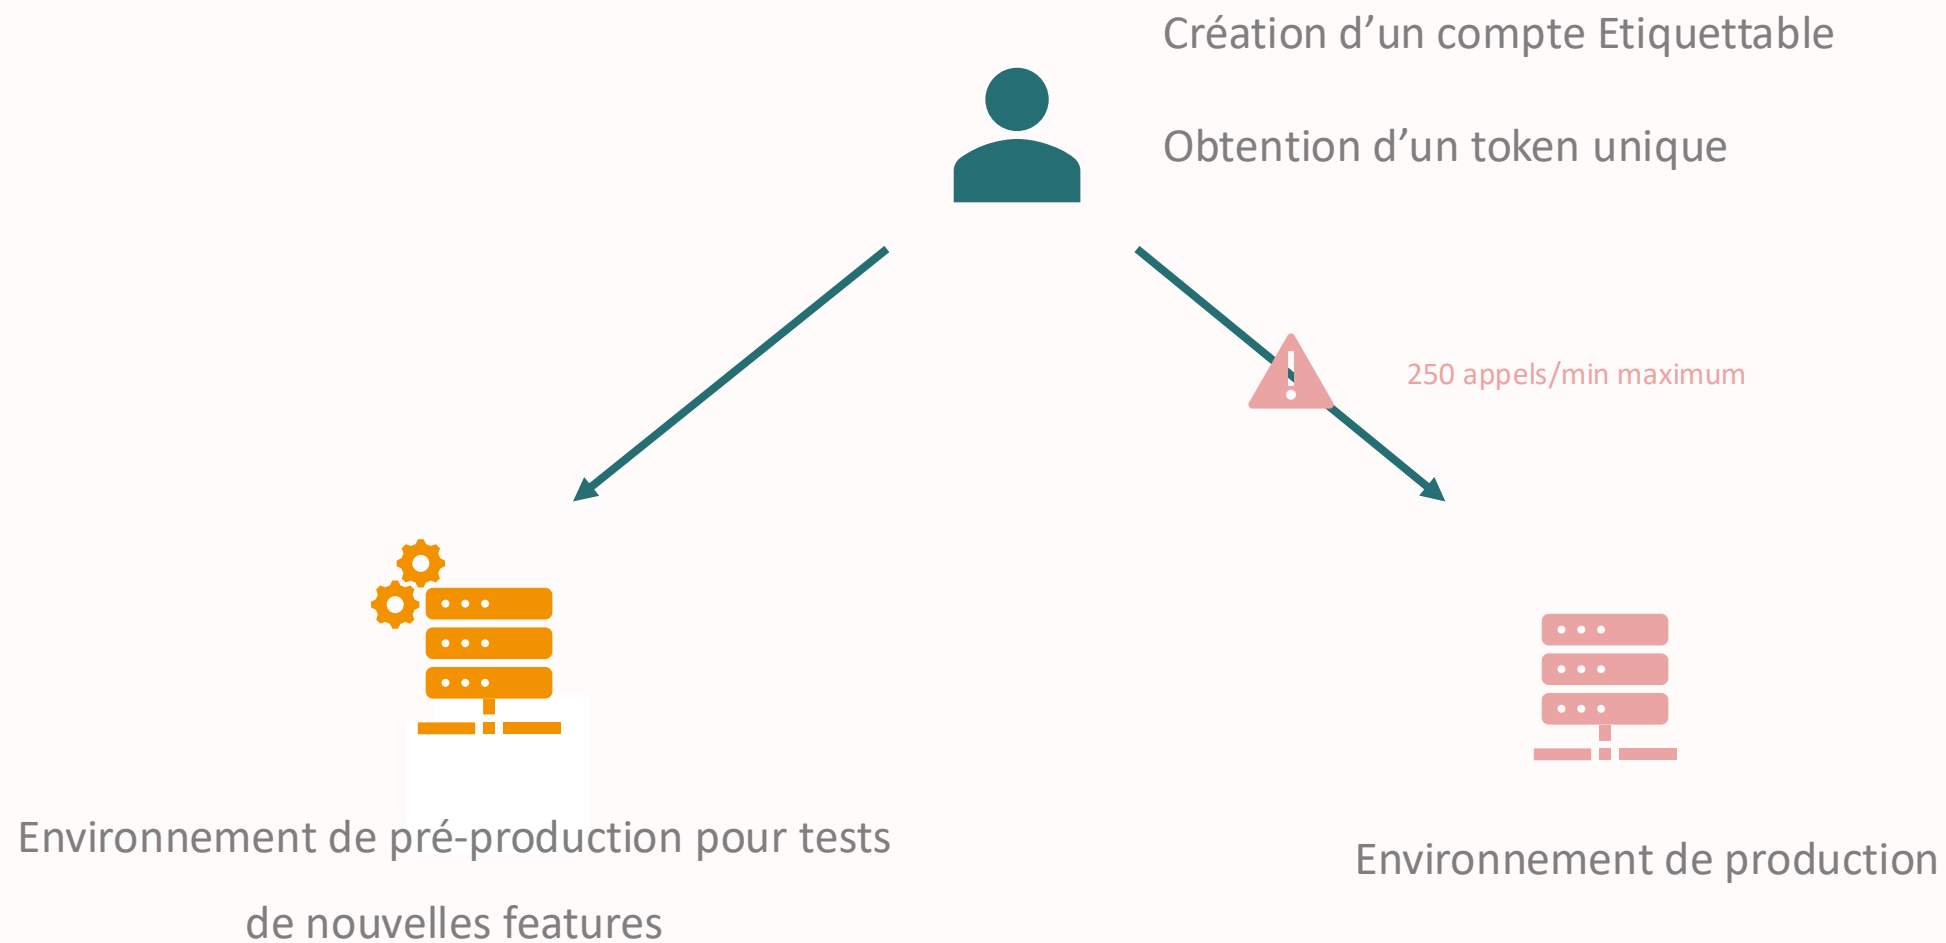 Création d’un compte Etiquettable
Obtention d’un token unique
250 appels/min maximum
Environnement de pré-production pour tests
de nouvelles features
Environnement de production